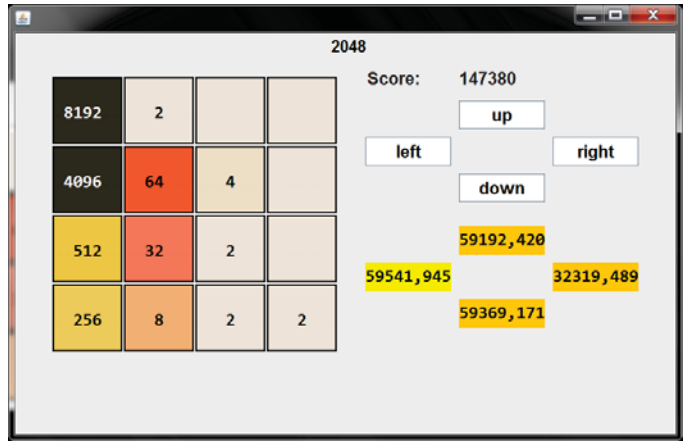 2048
Score: 147380
8192 2
up
left right
4096 64 4
down
59192,420
512 32 2
59541,945 32319,489
256 8 2 2
59369,171